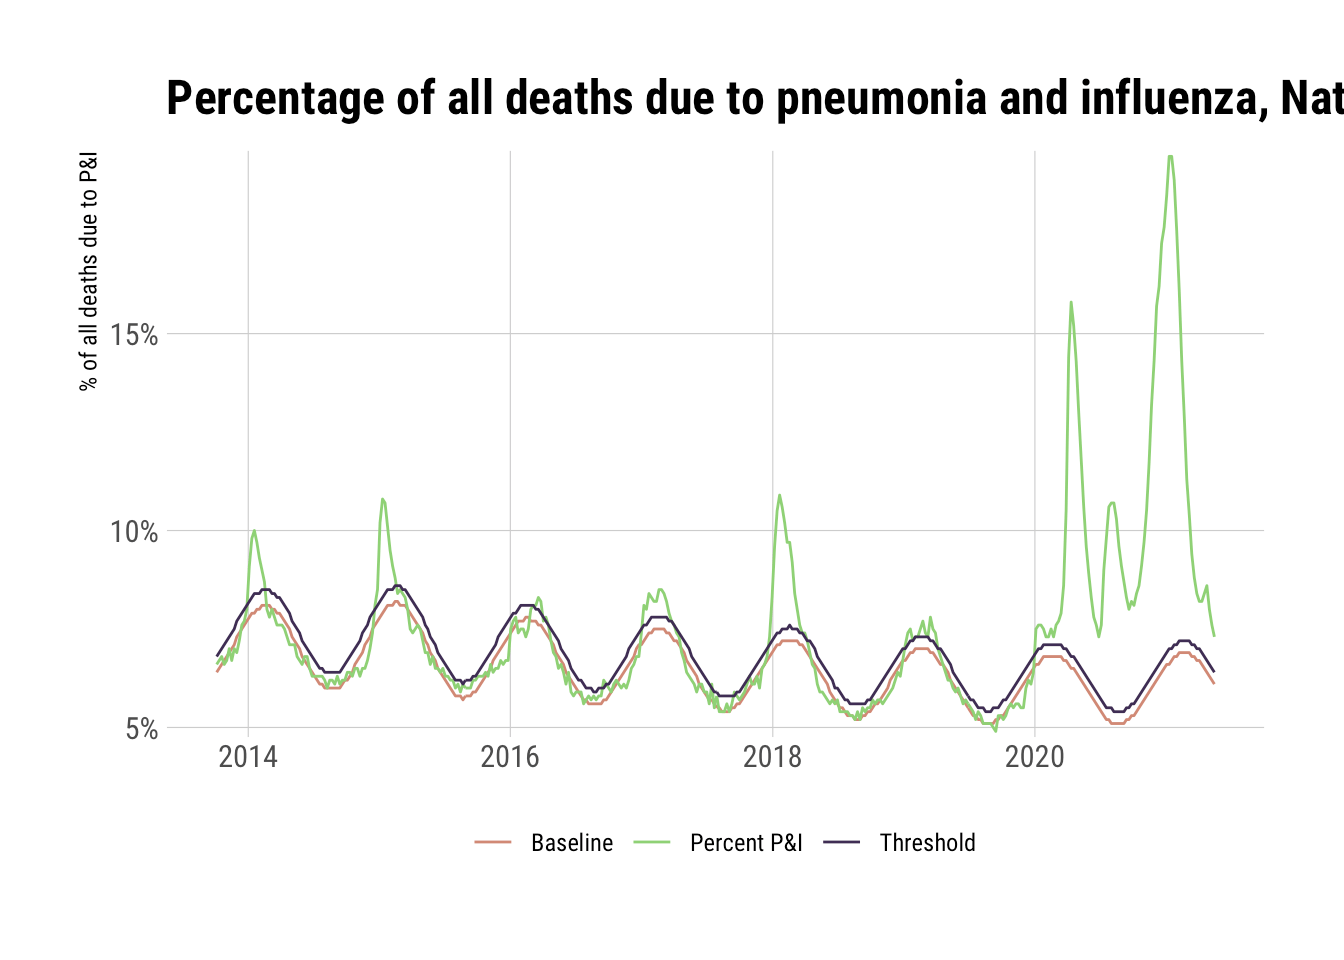 Percentage of all deaths due to pneumonia and influenza, Nat
% of all deaths due to P&I
15%
10%
5%
2014 2016 2018 2020
Baseline Percent P&I Threshold